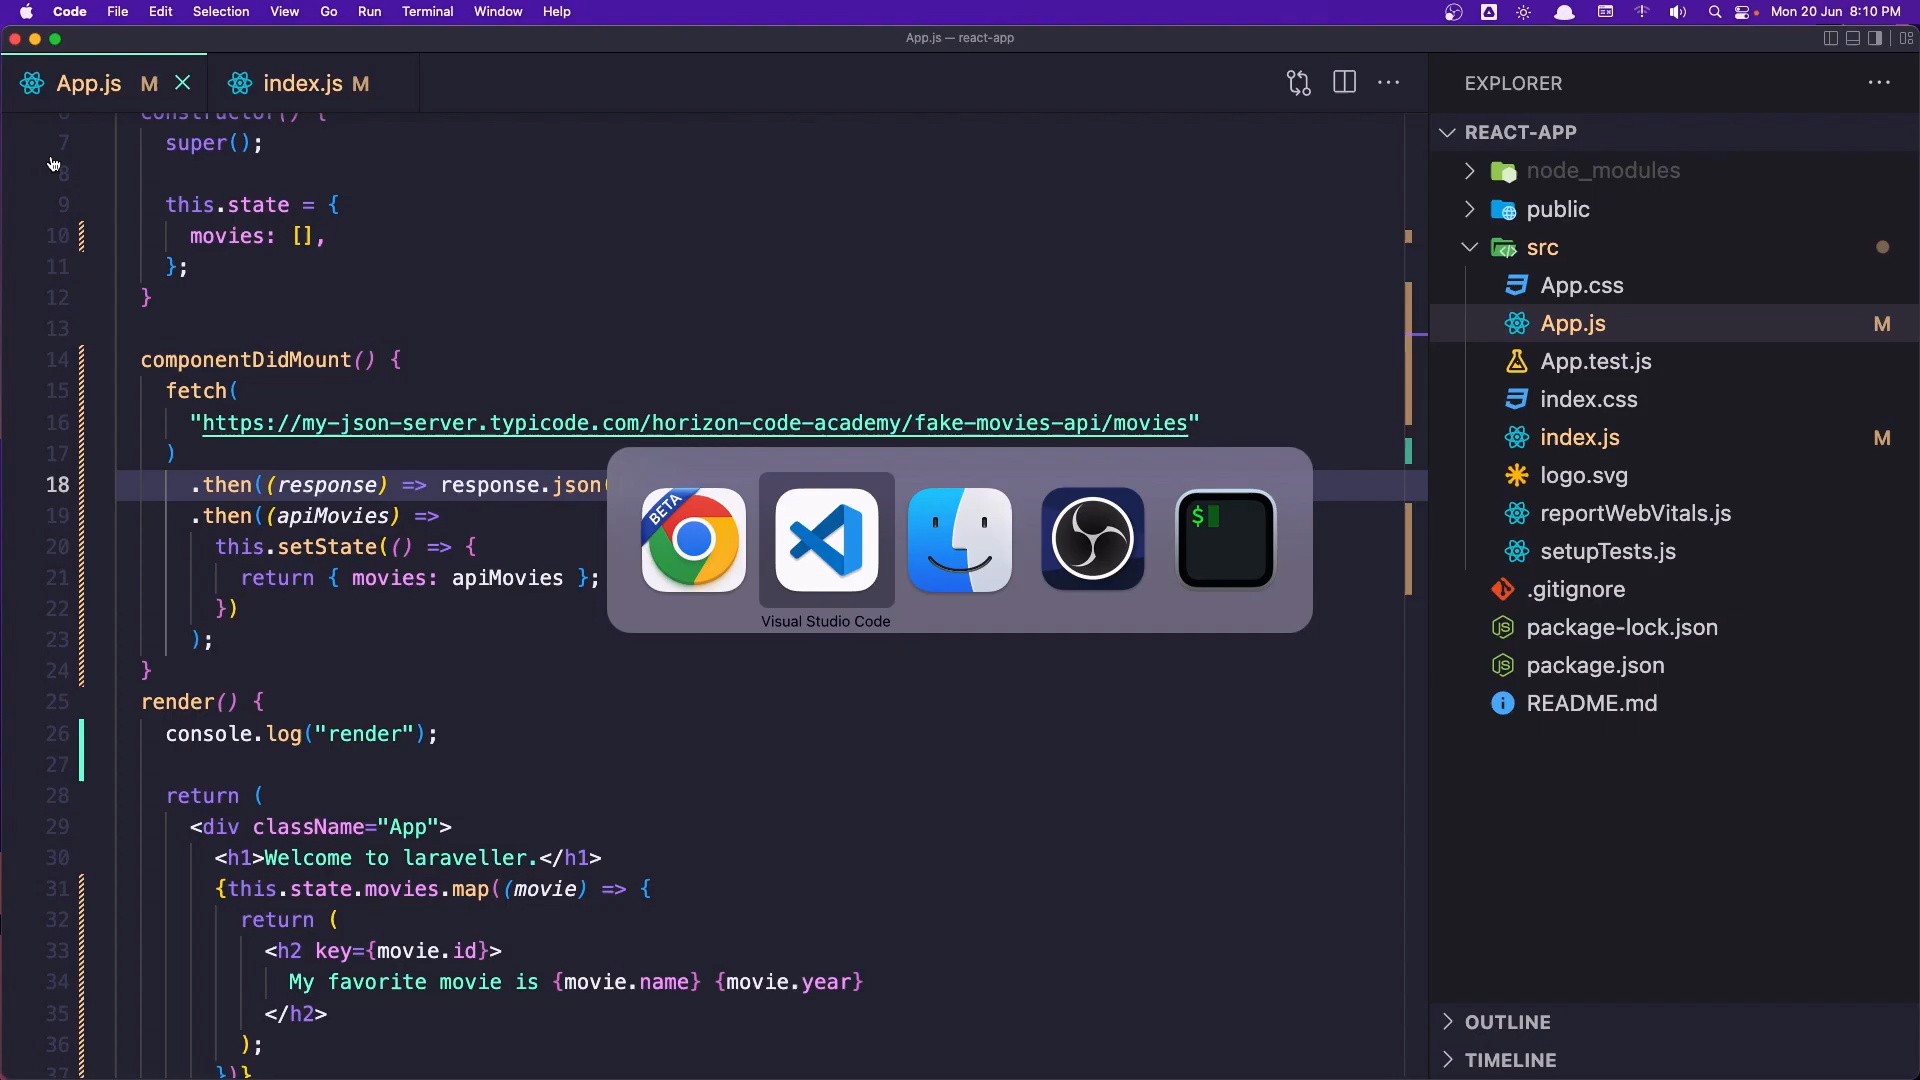 Code File Edit Selection View Go Run Terminal Window Help
Mon 20 Jun 8:10 PM
App.js — react-app
App.js M
index.js M
6 constructor() {
7 super();
8
9 this.state = {
10 movies: [],
11 };
12 }
13
14 componentDidMount() {
15 fetch(
16 "https://my-json-server.typicode.com/horizon-code-academy/fake-movies-api/movies"
17 )
18 .then((response) => response.json(
19 .then((apiMovies) =>
20 this.setState(() => {
21 return { movies: apiMovies };
22 })
23 );
24 }
25 render() {
26 console.log("render");
27
28 return (
29 <div className="App">
30 <h1>Welcome to laraveller.</h1>
31 {this.state.movies.map((movie) => {
32 return (
33 <h2 key={movie.id}>
34 My favorite movie is {movie.name} {movie.year}
35 </h2>
36 );
37 })}
BETA
$
Visual Studio Code
EXPLORER
REACT-APP
node_modules
public
src
App.css
App.js M
App.test.js
index.css
index.js M
logo.svg
reportWebVitals.js
setupTests.js
.gitignore
package-lock.json
package.json
README.md
OUTLINE
TIMELINE